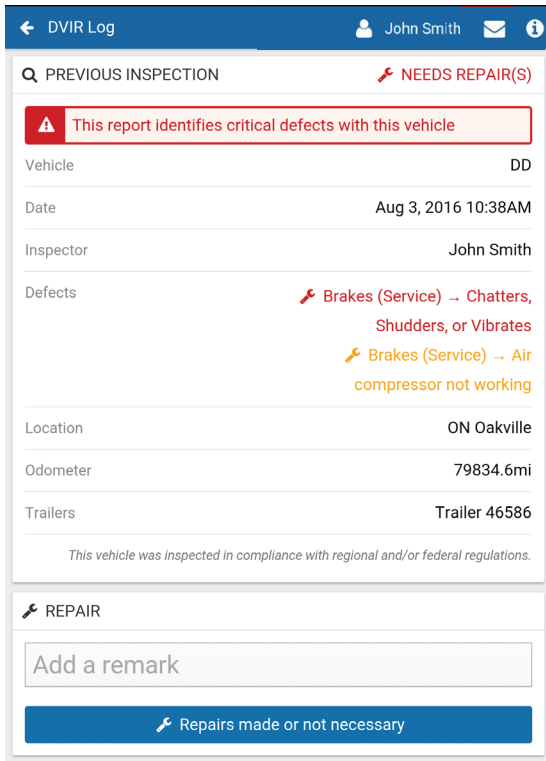 DVIR Log John Smith
PREVIOUS INSPECTION NEEDS REPAIR(S)
This report identifies critical defects with this vehicle
Vehicle DD
Date Aug 3, 2016 10:38AM
Inspector John Smith
Defects Brakes (Service) → Chatters,
Shudders, or Vibrates
Brakes (Service) → Air
compressor not working
Location ON Oakville
Odometer 79834.6mi
Trailers Trailer 46586
This vehicle was inspected in compliance with regional and/or federal regulations.
REPAIR
Add a remark
Repairs made or not necessary